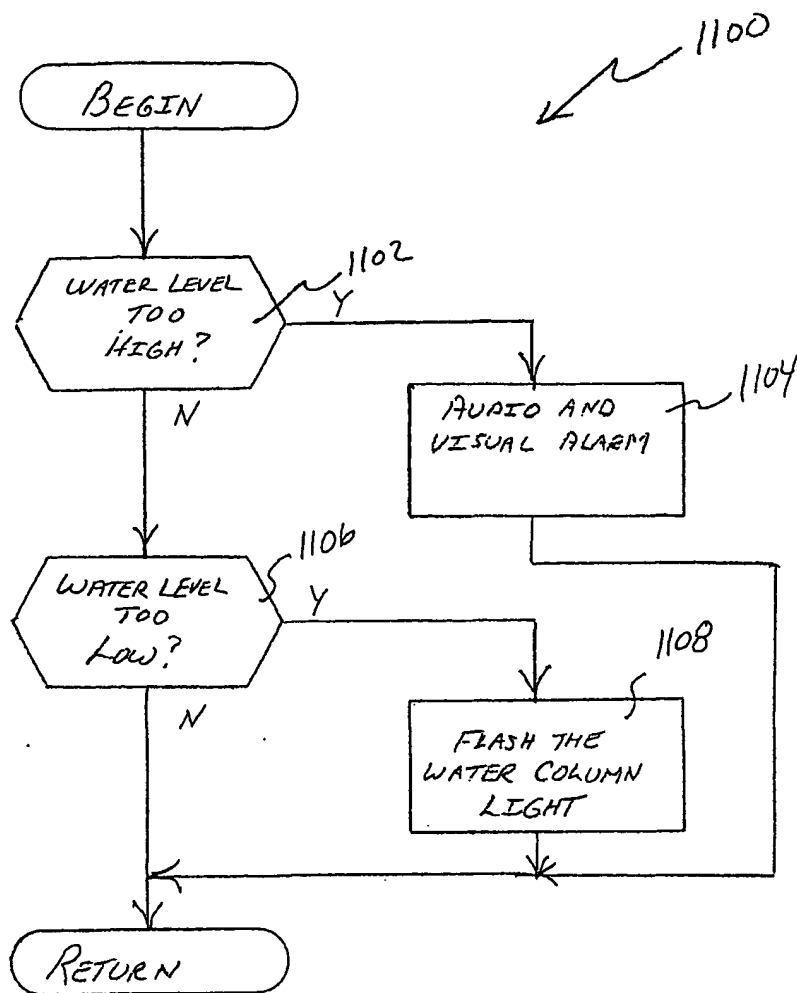 1100
BEGIN
1102
WATER LEVEL
TOO
HIGH?
Y
N
1104
AUDIO AND
VISUAL ALARM
1106
WATER LEVEL
TOO
LOW?
Y
N
1108
FLASH THE
WATER COLUMN
LIGHT
RETURN